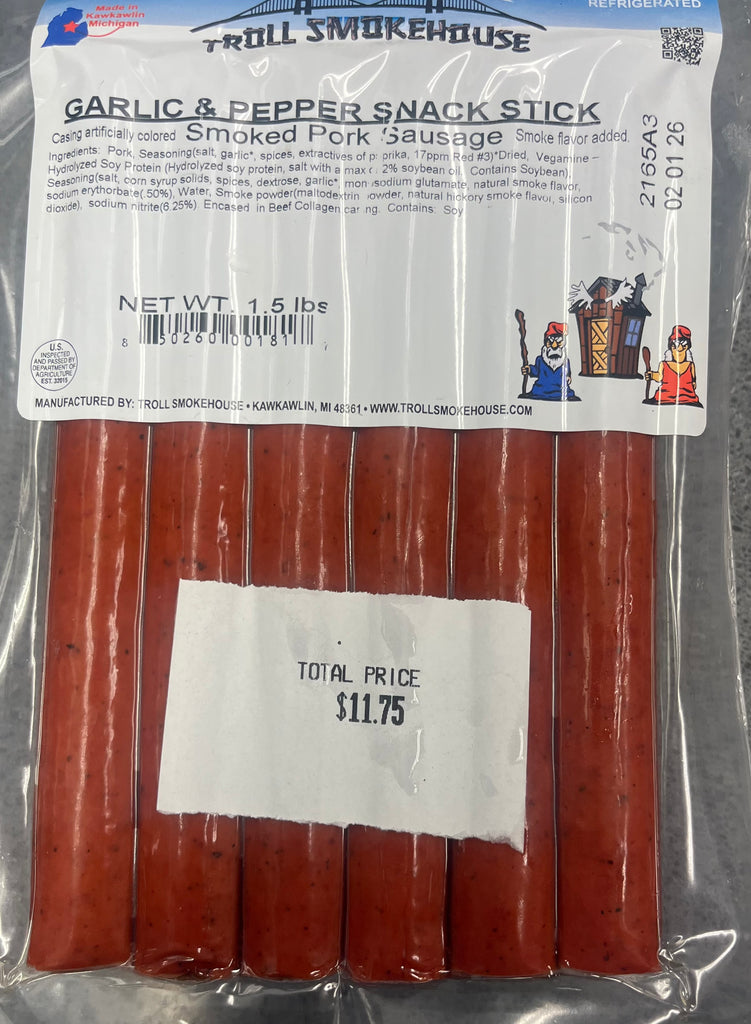 Made in
Kawkawlin
Michigan
REFRIGERATED
TROLL SMOKEHOUSE
GARLIC & PEPPER SNACK STICK
Casing artificially colored Smoked Pork Sausage Smoke flavor added.
Ingredients: Pork, Seasoning(salt, garlic*, spices, extractives of paprika, 17ppm Red #3)*Dried, Vegamine –
Hydrolyzed Soy Protein (Hydrolyzed soy protein, salt with a max of 2% soybean oil. Contains Soybean),
Seasoning(salt, corn syrup solids, spices, dextrose, garlic* monosodium glutamate, natural smoke flavor,
sodium erythorbate(.50%), Water, Smoke powder(maltodextrin powder, natural hickory smoke flavor, silicon
dioxide), sodium nitrite(6.25%) Encased in Beef Collagen casing. Contains: Soy
2165A3
02 01 26
NET WT. 1.5 lbs
8 50260 00181 7
U.S.
INSPECTED
AND PASSED BY
DEPARTMENT OF
AGRICULTURE
EST. 32015
MANUFACTURED BY: TROLL SMOKEHOUSE • KAWKAWLIN, MI 48361 • WWW.TROLLSMOKEHOUSE.COM
TOTAL PRICE
$11.75